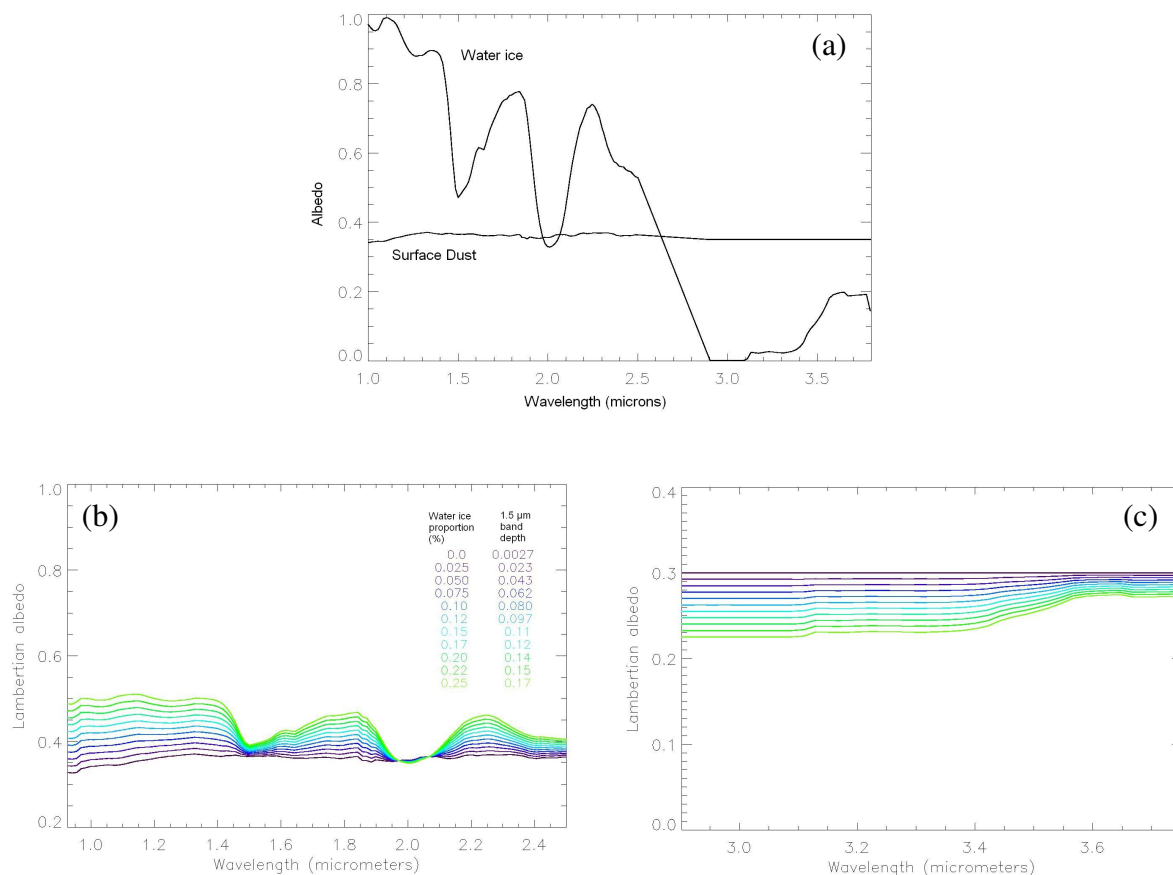 (a)
Water ice
Surface Dust
Albedo
1.0
0.8
0.6
0.4
0.2
0.0
1.0 1.5 2.0 2.5 3.0 3.5
Wavelength (microns)
(b)
Lambertian albedo
1.0
0.8
0.6
0.4
0.2
Water ice proportion (%) 1.5 µm band depth
0.0 0.0027
0.025 0.023
0.050 0.043
0.075 0.062
0.10 0.080
0.12 0.097
0.15 0.11
0.17 0.12
0.20 0.14
0.22 0.15
0.25 0.17
1.0 1.2 1.4 1.6 1.8 2.0 2.2 2.4
Wavelength (micrometers)
(c)
Lambertian albedo
0.4
0.3
0.2
0.1
0.0
3.0 3.2 3.4 3.6
Wavelength (micrometers)